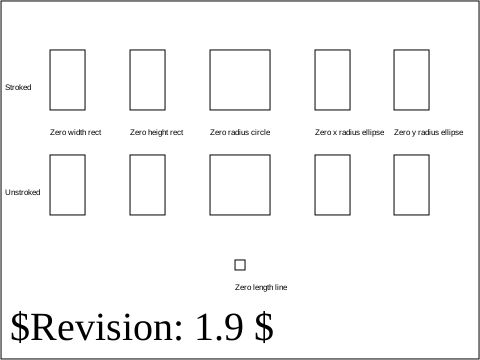 Stroked
Zero width rect
Zero height rect
Zero radius circle
Zero x radius ellipse
Zero y radius ellipse
Unstroked
Zero length line
$Revision: 1.9 $